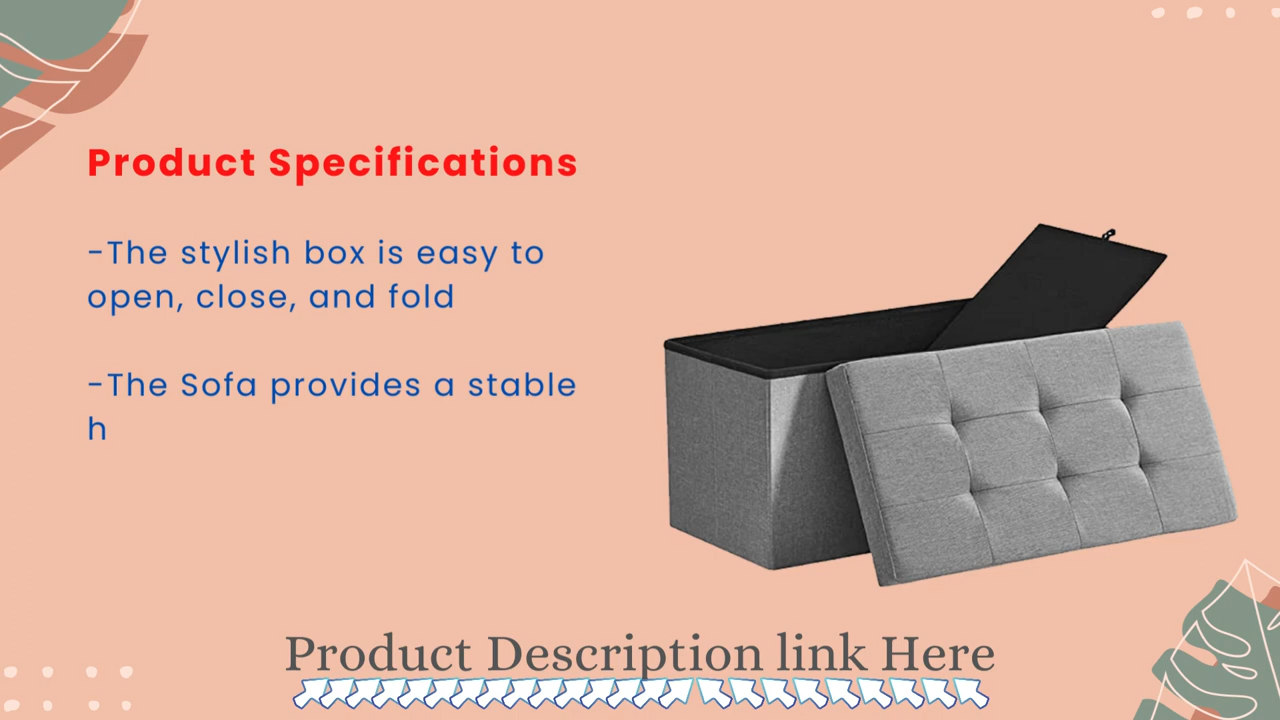 Product Specifications
-The stylish box is easy to
open, close, and fold
-The Sofa provides a stable
h
Product Description link Here